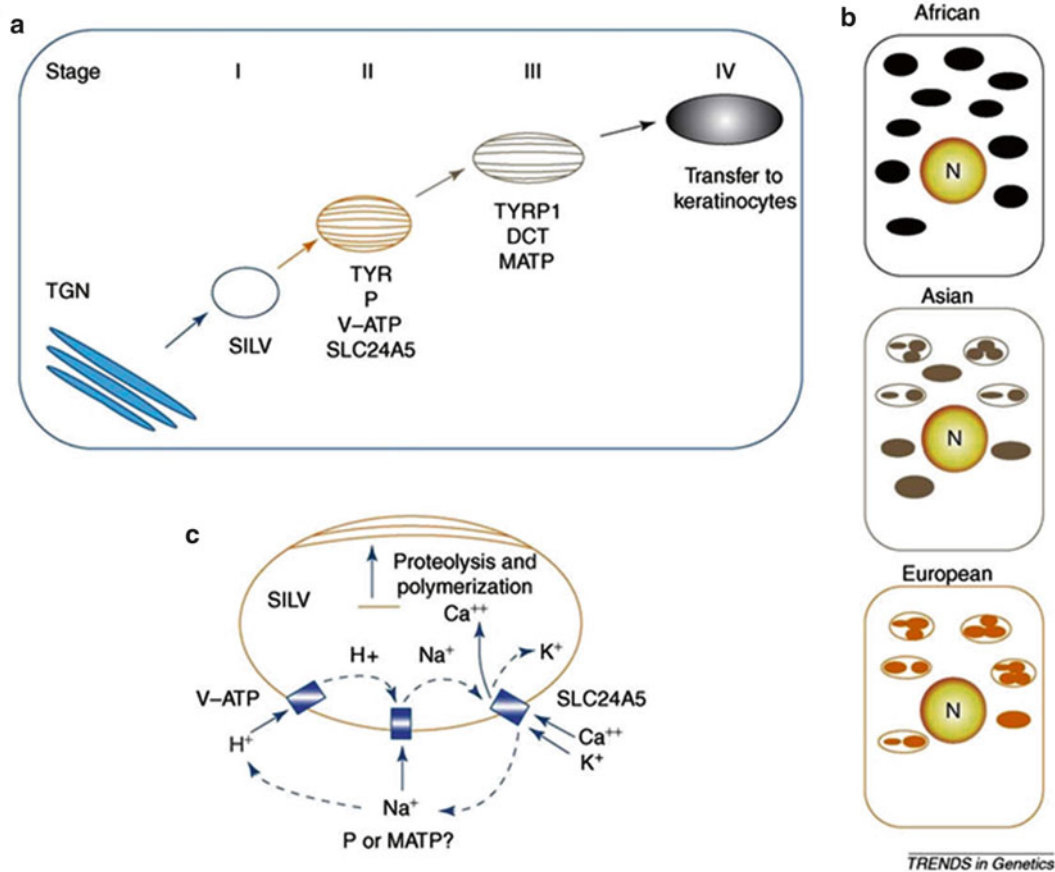 a
Stage I II III IV
Transfer to
keratinocytes
TYRP1
DCT
MATP
TYR
P
V–ATP
SLC24A5
SILV
TGN
b
African
N
Asian
N
European
N
c
Proteolysis and
polymerization
SILV
Ca++
H+ Na+ K+
V–ATP SLC24A5
H+ Ca++
K+
Na+
P or MATP?
TRENDS in Genetics